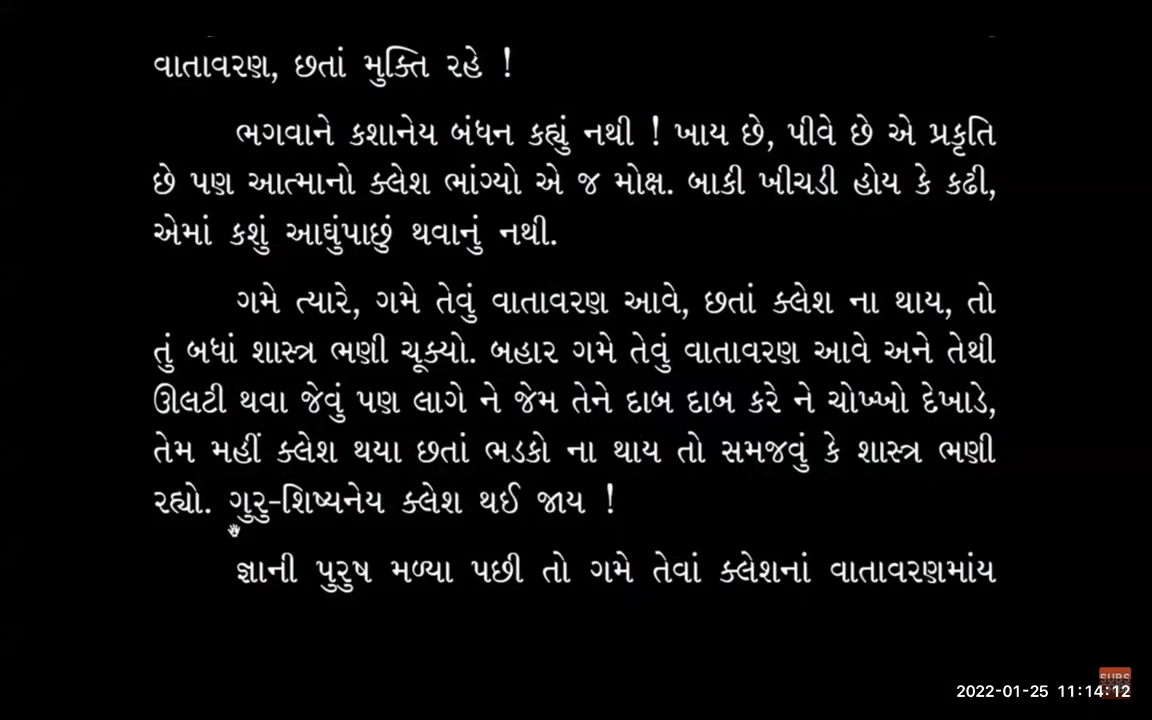 વાતાવરણ, છતાં મુક્તિ રહે !
ભગવાને કશાનેય બંધન કહ્યું નથી ! ખાય છે, પીવે છે એ પ્રકૃતિ
છે પણ આત્માનો ક્લેશ ભાંગ્યો એ જ મોક્ષ. બાકી ખીચડી હોય કે કઢી,
એમાં કશું આઘુંપાછું થવાનું નથી.
ગમે ત્યારે, ગમે તેવું વાતાવરણ આવે, છતાં ક્લેશ ના થાય, તો
તું બધાં શાસ્ત્ર ભણી ચૂક્યો. બહાર ગમે તેવું વાતાવરણ આવે અને તેથી
ઊલટી થવા જેવું પણ લાગે ને જેમ તેને દાબ દાબ કરે ને ચોખ્ખો દેખાડે,
તેમ મહીં ક્લેશ થયા છતાં ભડકો ના થાય તો સમજવું કે શાસ્ત્ર ભણી
રહ્યો. ગુરુ-શિષ્યનેય ક્લેશ થઈ જાય !
જ્ઞાની પુરુષ મળ્યા પછી તો ગમે તેવાં ક્લેશનાં વાતાવરણમાંય
SUBS
2022-01-25 11:14:12